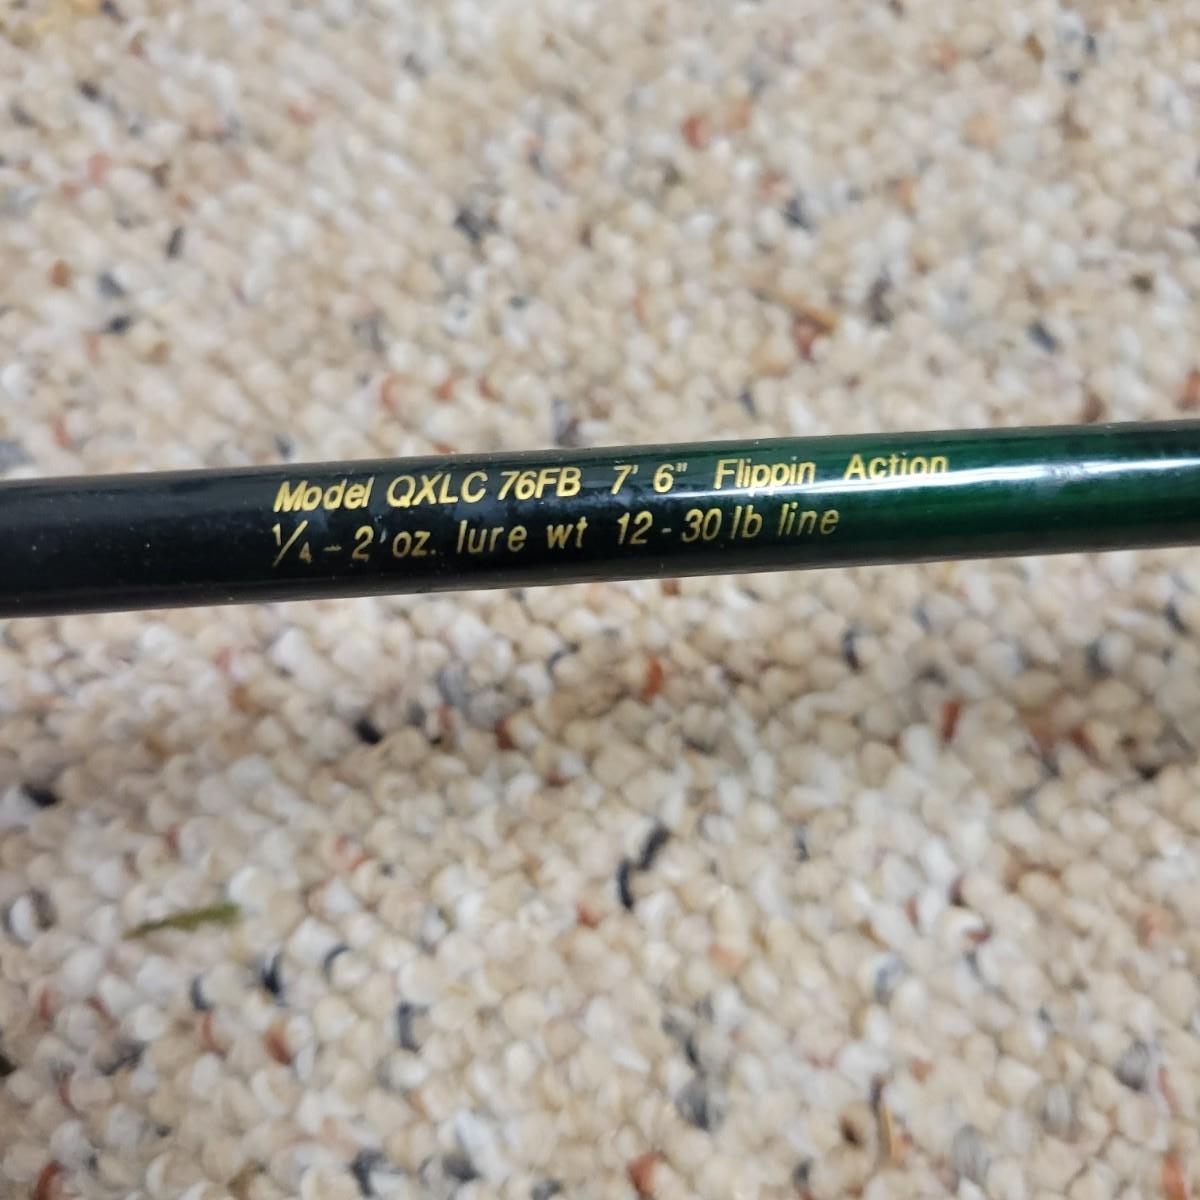 Model QXLC 76FB 7' 6" Flippin Action
1/4 - 2 oz. lure wt 12 - 30 lb line